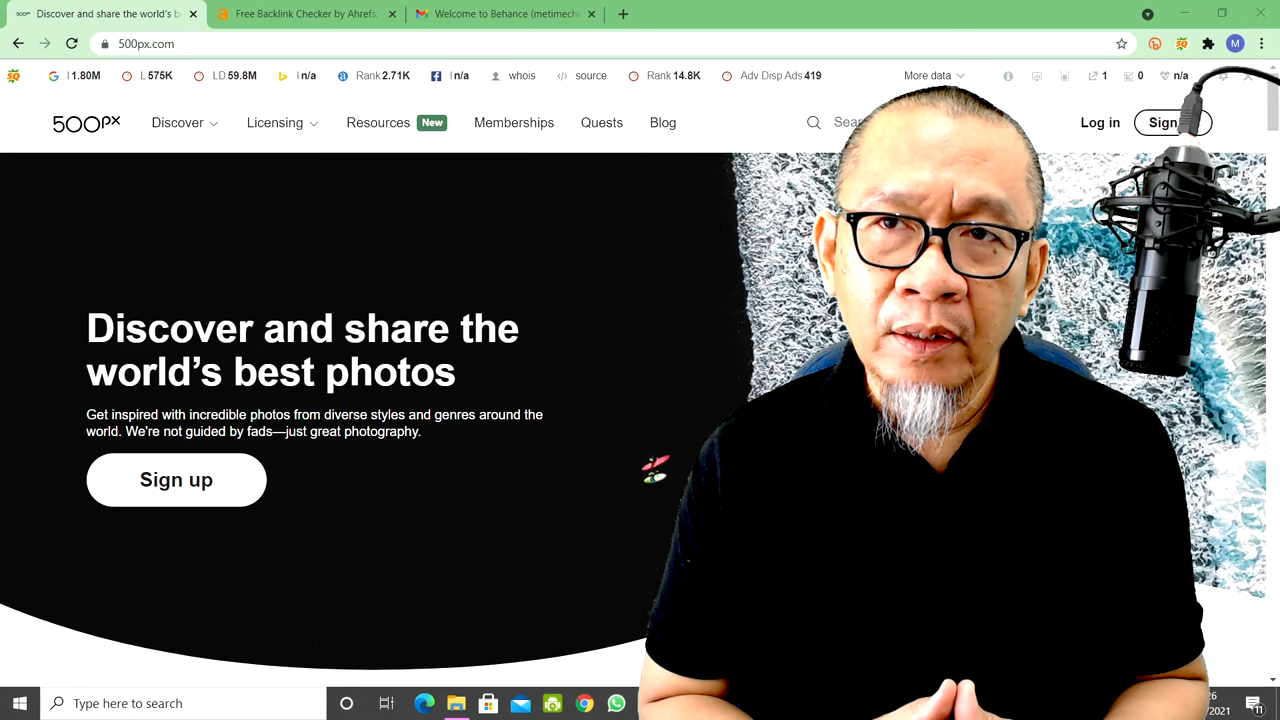 Discover and share the world's b
Free Backlink Checker by Ahrefs:
Welcome to Behance (metimech
500px.com
M
SQ
I 1.80M
L 575K
LD 59.8M
I n/a
Rank 2.71K
I n/a
whois
source
Rank 14.8K
Adv Disp Ads 419
More data
1
0
n/a
500px
Discover
Licensing
Resources New
Memberships
Quests
Blog
Sear
Log in
Sign
Discover and share the
world’s best photos
Get inspired with incredible photos from diverse styles and genres around the
world. We're not guided by fads—just great photography.
Sign up
Type here to search
26
/2021
11